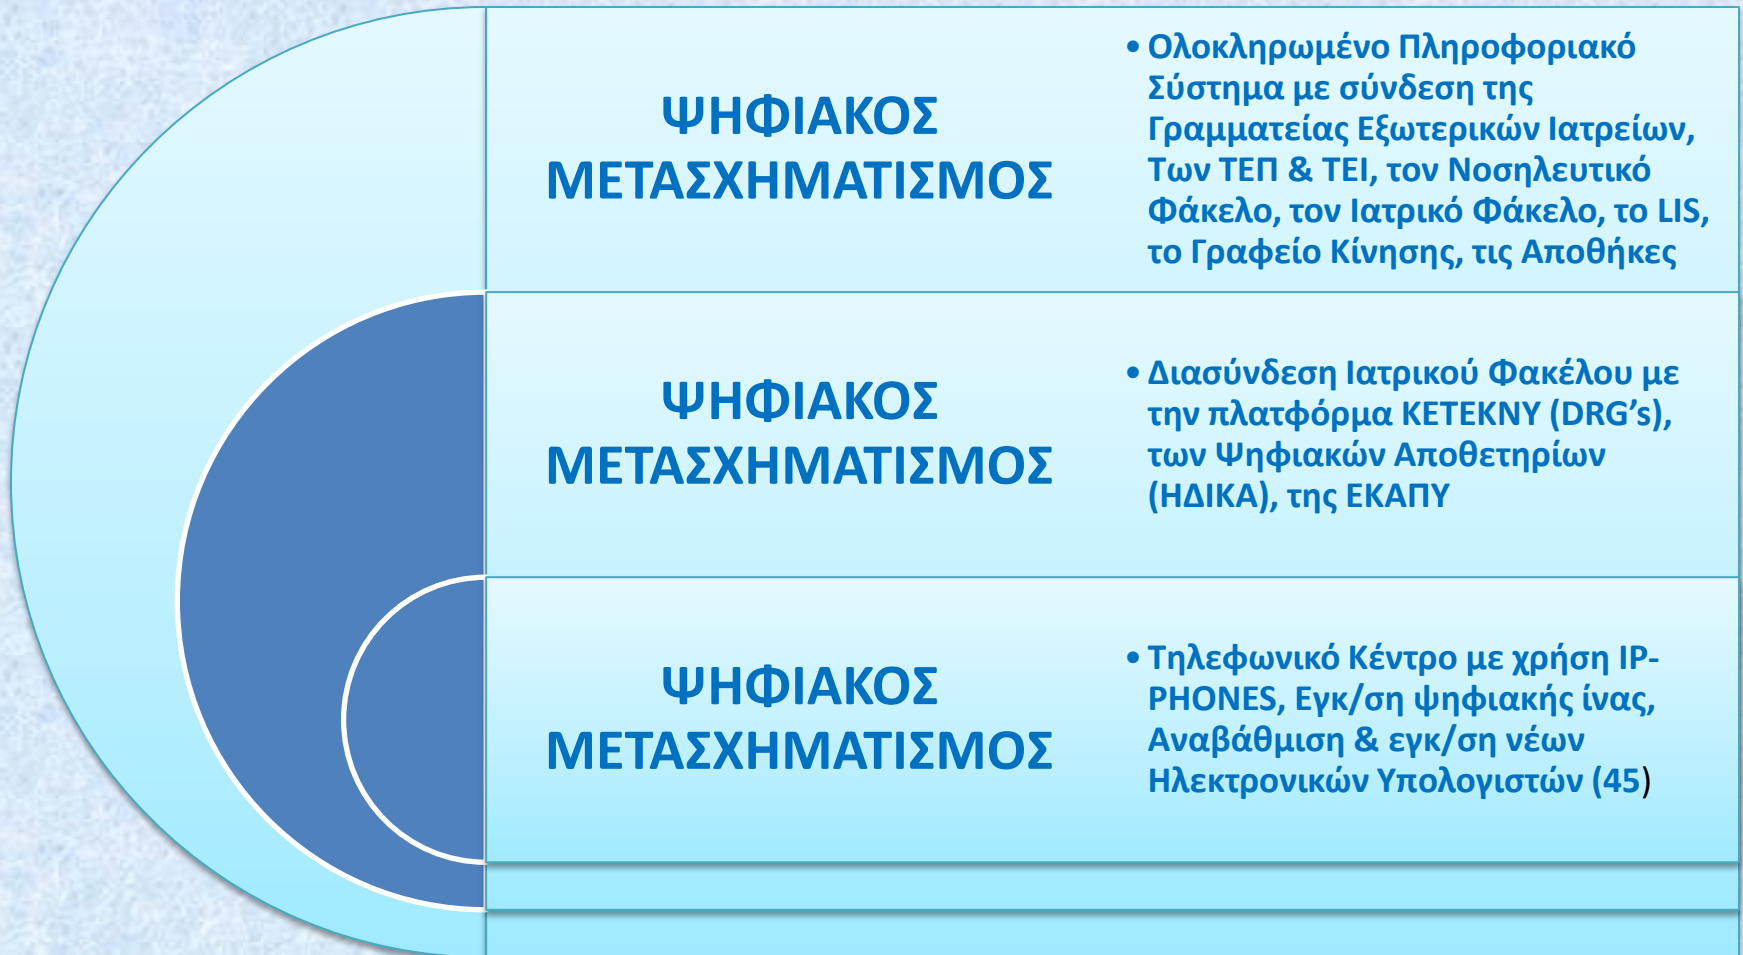 ΨΗΦΙΑΚΟΣ
ΜΕΤΑΣΧΗΜΑΤΙΣΜΟΣ
• Ολοκληρωμένο Πληροφοριακό
Σύστημα με σύνδεση της
Γραμματείας Εξωτερικών Ιατρείων,
Των ΤΕΠ & ΤΕΙ, τον Νοσηλευτικό
Φάκελο, τον Ιατρικό Φάκελο, το LIS,
το Γραφείο Κίνησης, τις Αποθήκες
ΨΗΦΙΑΚΟΣ
ΜΕΤΑΣΧΗΜΑΤΙΣΜΟΣ
• Διασύνδεση Ιατρικού Φακέλου με
την πλατφόρμα ΚΕΤΕΚΝΥ (DRG’s),
των Ψηφιακών Αποθετηρίων
(ΗΔΙΚΑ), της ΕΚΑΠΥ
ΨΗΦΙΑΚΟΣ
ΜΕΤΑΣΧΗΜΑΤΙΣΜΟΣ
• Τηλεφωνικό Κέντρο με χρήση IP-
PHONES, Εγκ/ση ψηφιακής ίνας,
Αναβάθμιση & εγκ/ση νέων
Ηλεκτρονικών Υπολογιστών (45)